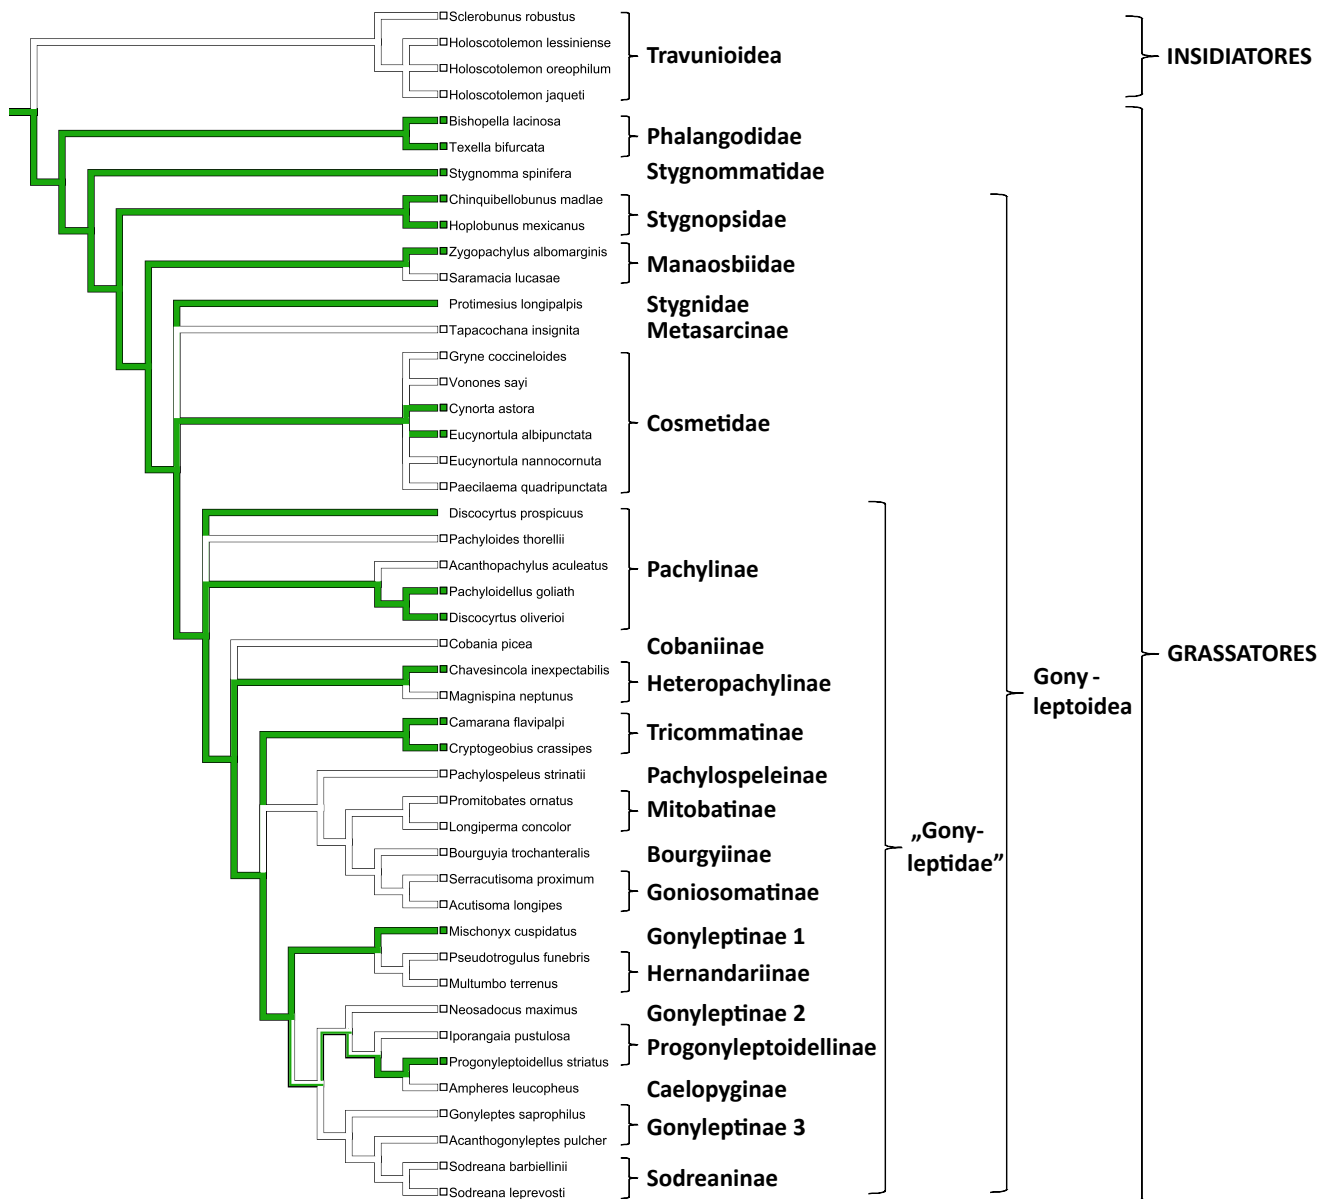 Sclerobunus robustus
Holoscotolemon lessiniense
Holoscotolemon oreophilum
Holoscotolemon jaqueti
Travunioidea
INSIDIATORES
Bishopella lacinosa
Texella bifurcata
Phalangodidae
Stygnomma spinifera
Stygnommatidae
Chinquibellobunus madlae
Hoplobunus mexicanus
Stygnopsidae
Zygopachylus albomarginis
Saramacia lucasae
Manaosbiidae
Protimesius longipalpis
Stygnidae
Tapacochana insignita
Metasarcinae
Gryne coccineloides
Vonones sayi
Cynorta astora
Eucynortula albipunctata
Eucynortula nannocornuta
Paecilaema quadripunctata
Cosmetidae
Discocyrtus prospicuus
Pachyloides thorellii
Acanthopachylus aculeatus
Pachyloidellus goliath
Discocyrtus oliverioi
Pachylinae
Cobania picea
Cobaniinae
Chavesincola inexpectabilis
Magnispina neptunus
Heteropachylinae
Camarana flavipalpi
Cryptogeobius crassipes
Tricommatinae
Pachylospeleus strinatii
Pachylospeleinae
Promitobates ornatus
Longiperma concolor
Mitobatinae
Bourguyia trochanteralis
Bourgyiinae
Serracutisoma proximum
Acutisoma longipes
Goniosomatinae
Mischonyx cuspidatus
Gonyleptinae 1
Pseudotrogulus funebris
Multumbo terrenus
Hernandariinae
Neosadocus maximus
Gonyleptinae 2
Iporangaia pustulosa
Progonyleptoidellus striatus
Progonyleptoidellinae
Ampheres leucopheus
Caelopyginae
Gonyleptes saprophilus
Acanthogonyleptes pulcher
Gonyleptinae 3
Sodreana barbiellinii
Sodreana leprevosti
Sodreaninae
„Gony-
leptidae”
Gony -
leptoidea
GRASSATORES